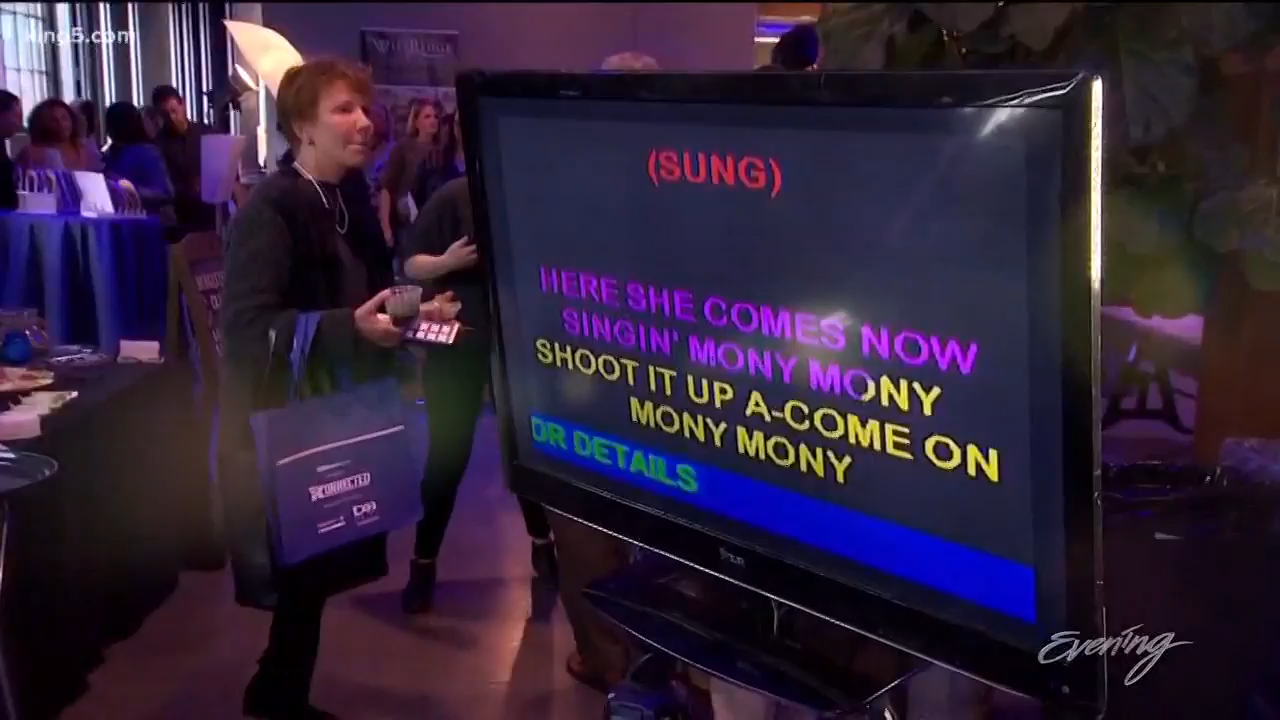 king5.com
(SUNG)
HERE SHE COMES NOW
SINGIN' MONY MONY
SHOOT IT UP A-COME ON
MONY MONY
OR DETAILS
Evening